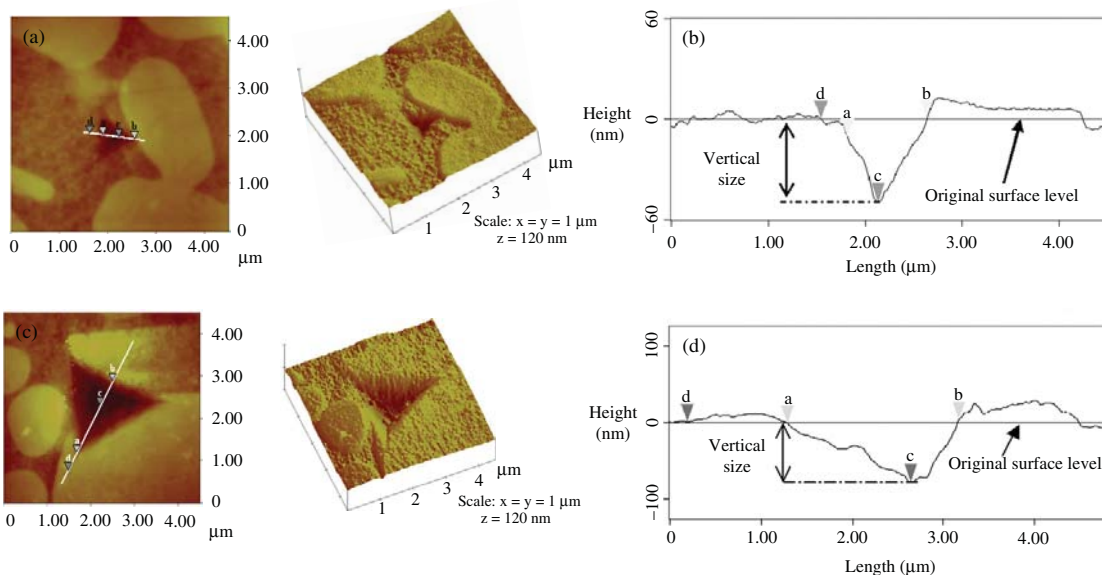 (a)
4.00
3.00
2.00
1.00
0
d a c b
0 1.00 2.00 3.00 4.00
μm
μm
4
3
2
1
Scale: x = y = 1 μm
z = 120 nm
(b)
60
0
−60
Height
(nm)
d
a
b
c
Vertical
size
Original surface level
0 1.00 2.00 3.00 4.00
Length (μm)
(c)
4.00
3.00
2.00
1.00
0
b
c
a
d
0 1.00 2.00 3.00 4.00
μm
μm
4
3
2
1
Scale: x = y = 1 μm
z = 120 nm
(d)
100
0
−100
Height
(nm)
d
a
b
c
Vertical
size
Original surface level
0 1.00 2.00 3.00 4.00
Length (μm)